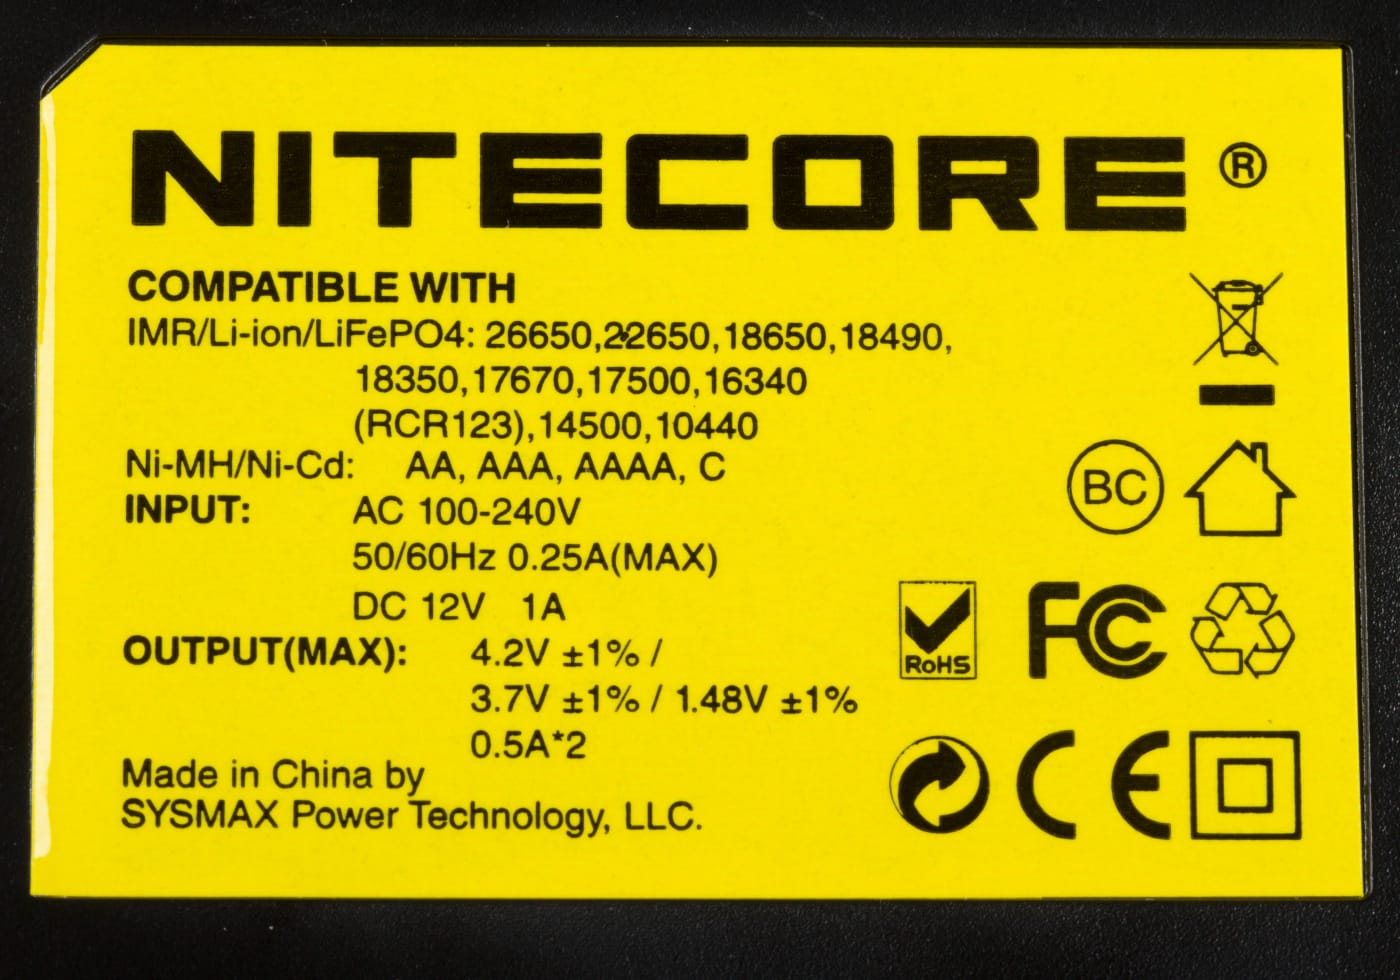 NITECORE ®
COMPATIBLE WITH
IMR/Li-ion/LiFePO4: 26650,22650,18650,18490,
18350,17670,17500,16340
(RCR123),14500,10440
Ni-MH/Ni-Cd: AA, AAA, AAAA, C
INPUT: AC 100-240V
50/60Hz 0.25A(MAX)
DC 12V 1A
OUTPUT(MAX): 4.2V ±1% /
3.7V ±1% / 1.48V ±1%
0.5A*2
Made in China by
SYSMAX Power Technology, LLC.
BC
RoHS FC
CE